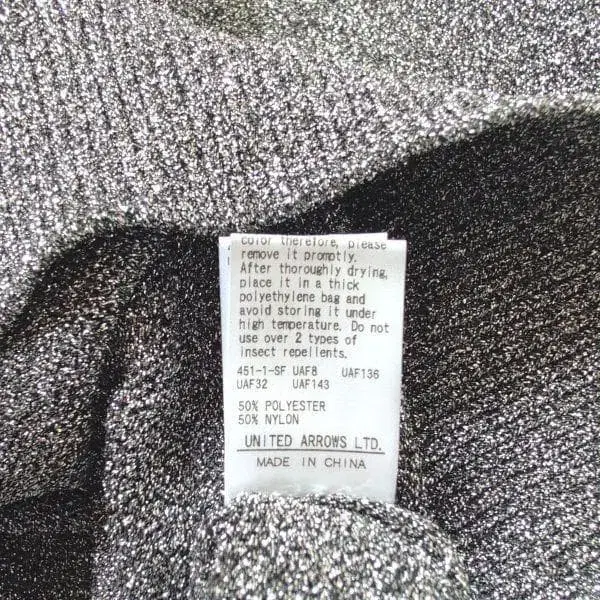 color therefore, please
remove it promptly.
After thoroughly drying,
place it in a thick
polyethylene bag and
avoid storing it under
high temperature. Do not
use over 2 types of
insect repellents.
451-1-SF UAF8 UAF136
UAF32 UAF143
50% POLYESTER
50% NYLON
UNITED ARROWS LTD.
MADE IN CHINA